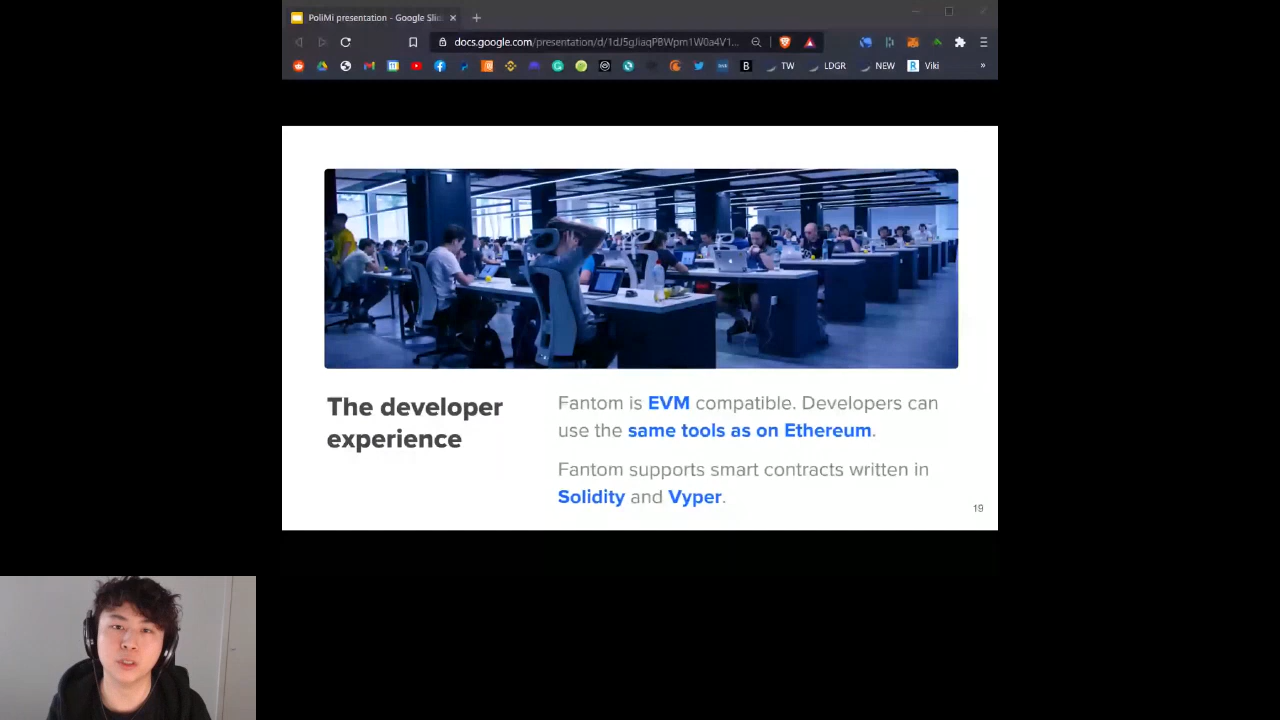 PoliMi presentation - Google Slid
docs.google.com/presentation/d/1dJ5gJiaqPBWpm1W0a4V1...
TW
LDGR
NEW
Viki
The developer
experience
Fantom is EVM compatible. Developers can
use the same tools as on Ethereum.
Fantom supports smart contracts written in
Solidity and Vyper.
19